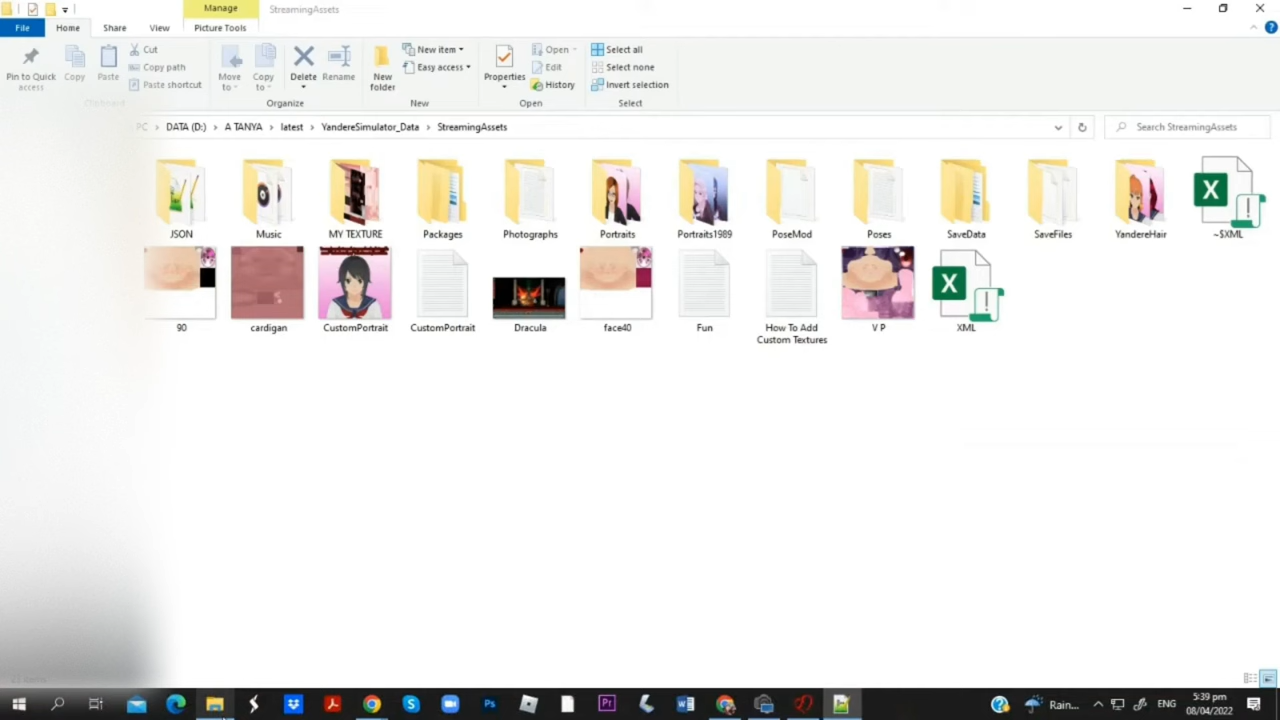 Manage
StreamingAssets
File
Home
Share
View
Picture Tools
Pin to Quick access
Copy
Paste
Cut
Copy path
Paste shortcut
Move to
Copy to
Delete
Rename
New folder
New item
Easy access
Properties
Open
Edit
History
Select all
Select none
Invert selection
Clipboard
Organize
New
Open
Select
PC > DATA (D:) > A TANYA > latest > YandereSimulator_Data > StreamingAssets
Search StreamingAssets
JSON
Music
MY TEXTURE
Packages
Photographs
Portraits
Portraits1989
PoseMod
Poses
SaveData
SaveFiles
YandereHair
~$XML
90
cardigan
CustomPortrait
CustomPortrait
Dracula
face40
Fun
How To Add
Custom Textures
V P
XML
Rain...
ENG
5:39 pm
08/04/2022